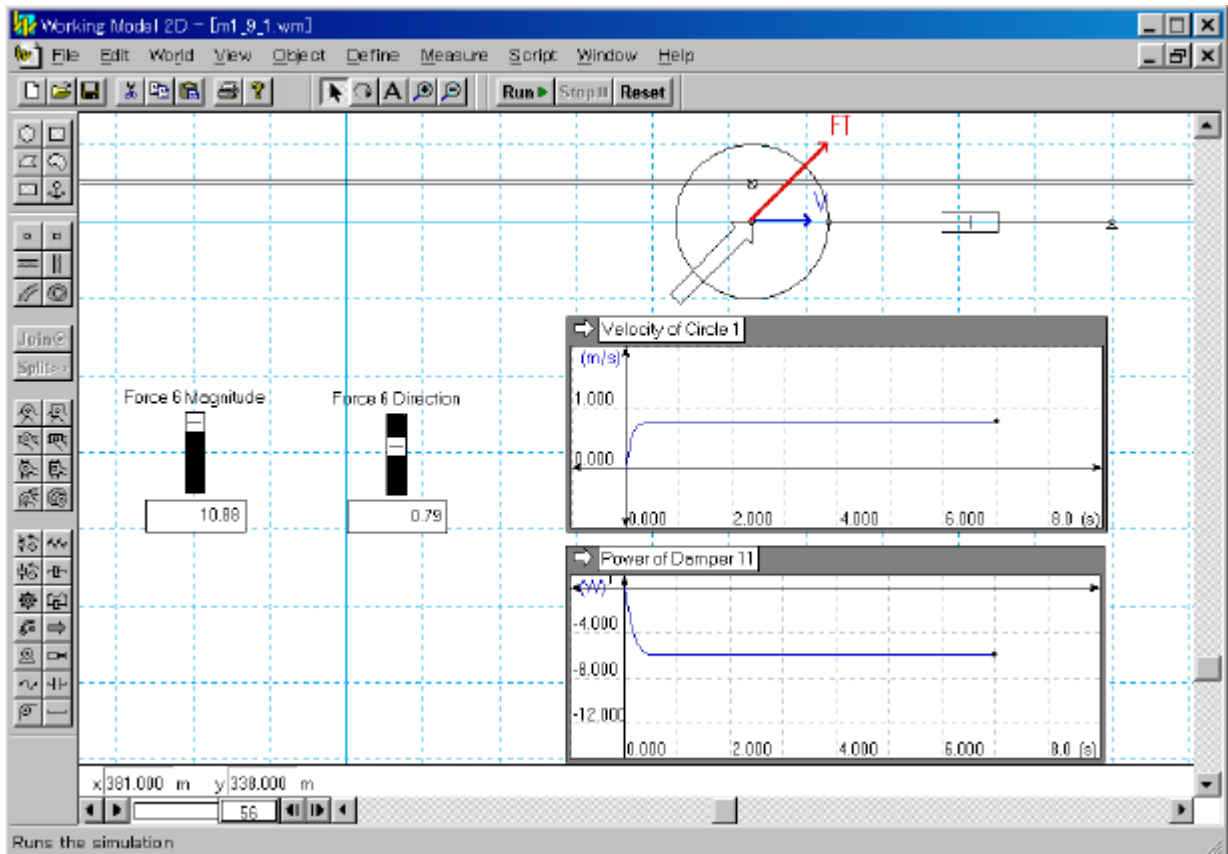 Working Model 2D - [m1_9_1.wm]
File Edit World View Object Define Measure Script Window Help
A Run Stop Reset
FT
V
Join
Split
Velocity of Circle 1
(m/s)
1.000
0.000
0.000 2.000 4.000 6.000 8.0 (s)
Force 6 Magnitude Force 6 Direction
10.88 0.79
Power of Damper 11
(W)
-4.000
-8.000
-12.000
0.000 2.000 4.000 6.000 8.0 (s)
x 381.000 m y 338.000 m
56
Runs the simulation